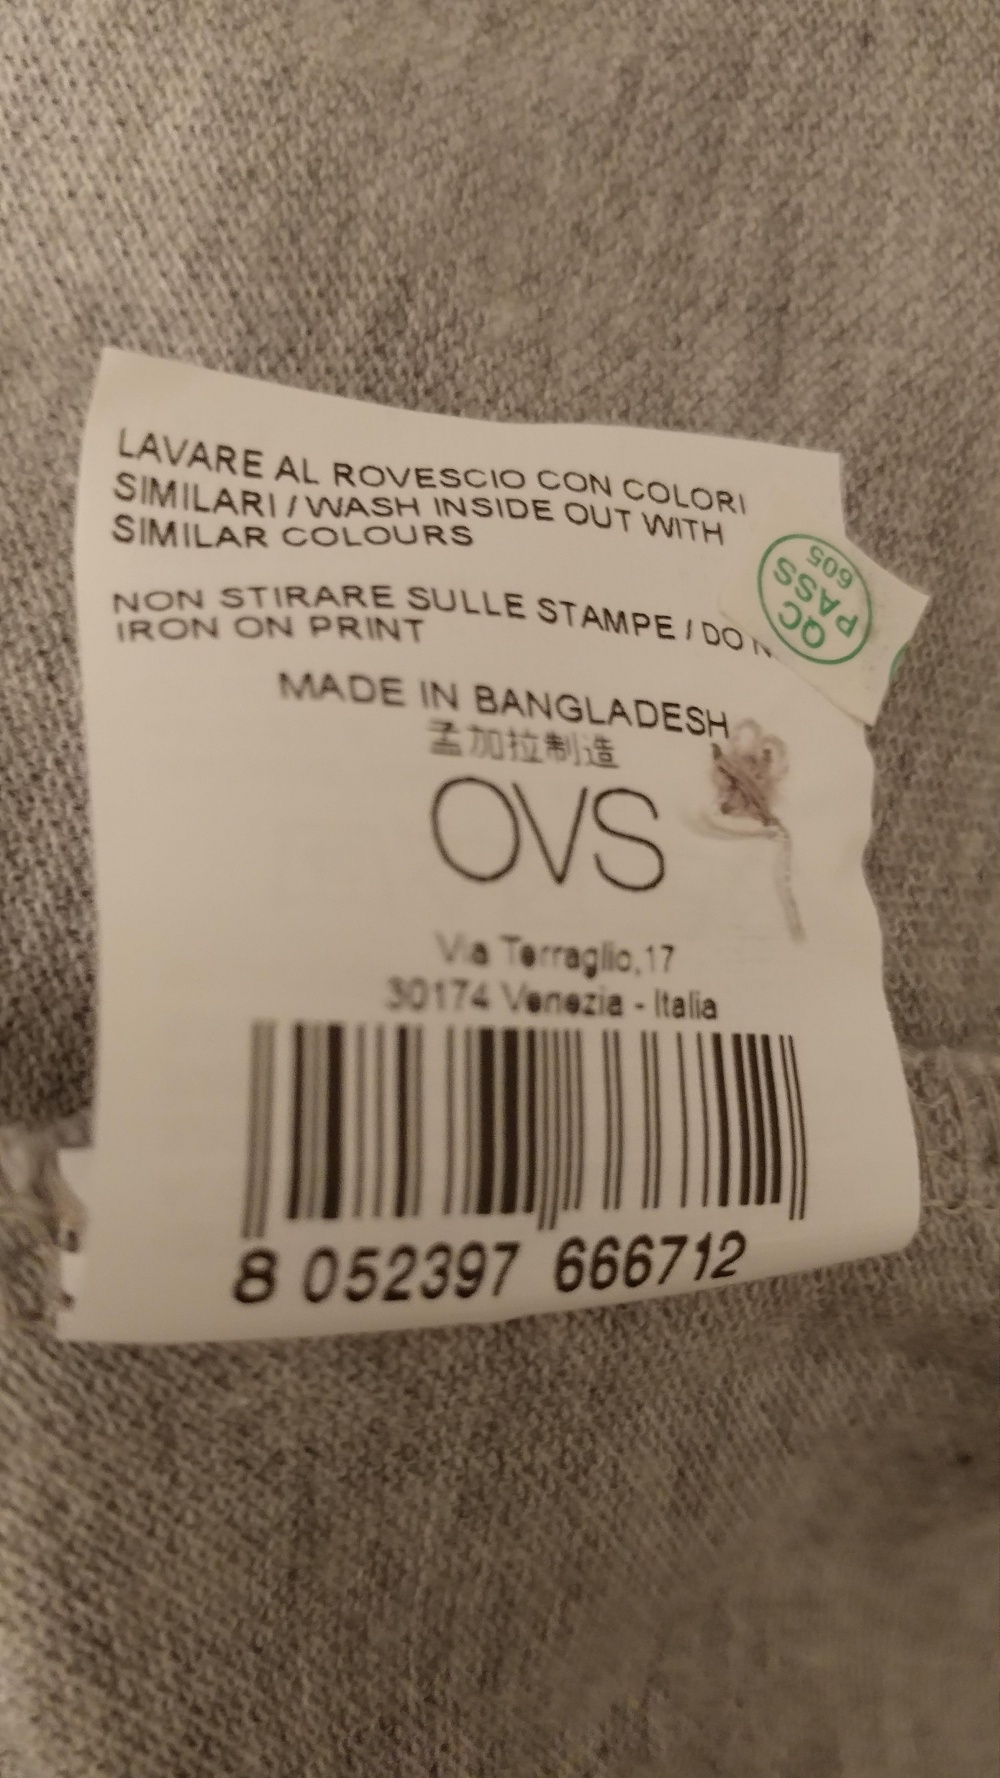 LAVARE AL ROVESCIO CON COLORI
SIMILARI / WASH INSIDE OUT WITH
SIMILAR COLOURS
NON STIRARE SULLE STAMPE / DO N
IRON ON PRINT
QC
PASS
605
MADE IN BANGLADESH
孟加拉制造
OVS
Via Terraglio,17
30174 Venezia - Italia
8 052397 666712